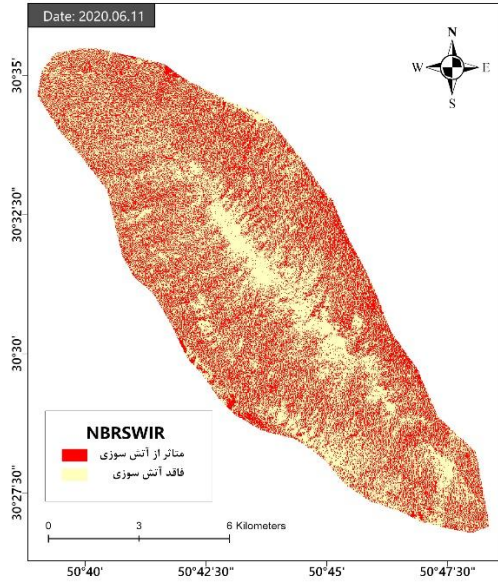 Date: 2020.06.11
N
W E
S
30°35'
30°32'30"
30°30'
30°27'30"
NBRSWIR
متاثر از آتش سوزی
فاقد آتش سوزی
0 3 6 Kilometers
50°40' 50°42'30" 50°45' 50°47'30"